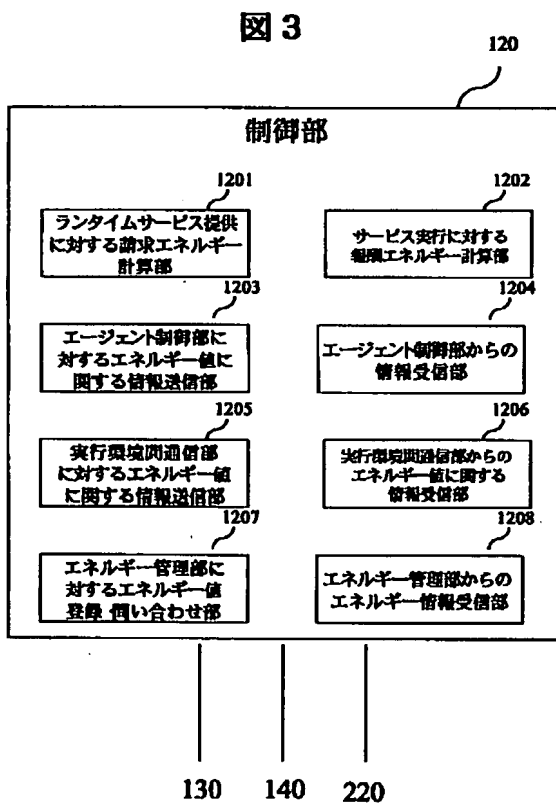 図 3
120
制御部
1201
ランタイムサービス提供
に対する請求エネルギー
計算部
1202
サービス実行に対する
報酬エネルギー計算部
1203
エージェント制御部に
対するエネルギー値に
関する情報送信部
1204
エージェント制御部からの
情報受信部
1205
実行環境間通信部
に対するエネルギー値
に関する情報送信部
1206
実行環境間通信部からの
エネルギー値に関する
情報受信部
1207
エネルギー管理部に
対するエネルギー値
登録 問い合わせ部
1208
エネルギー管理部からの
エネルギー情報受信部
130 140 220